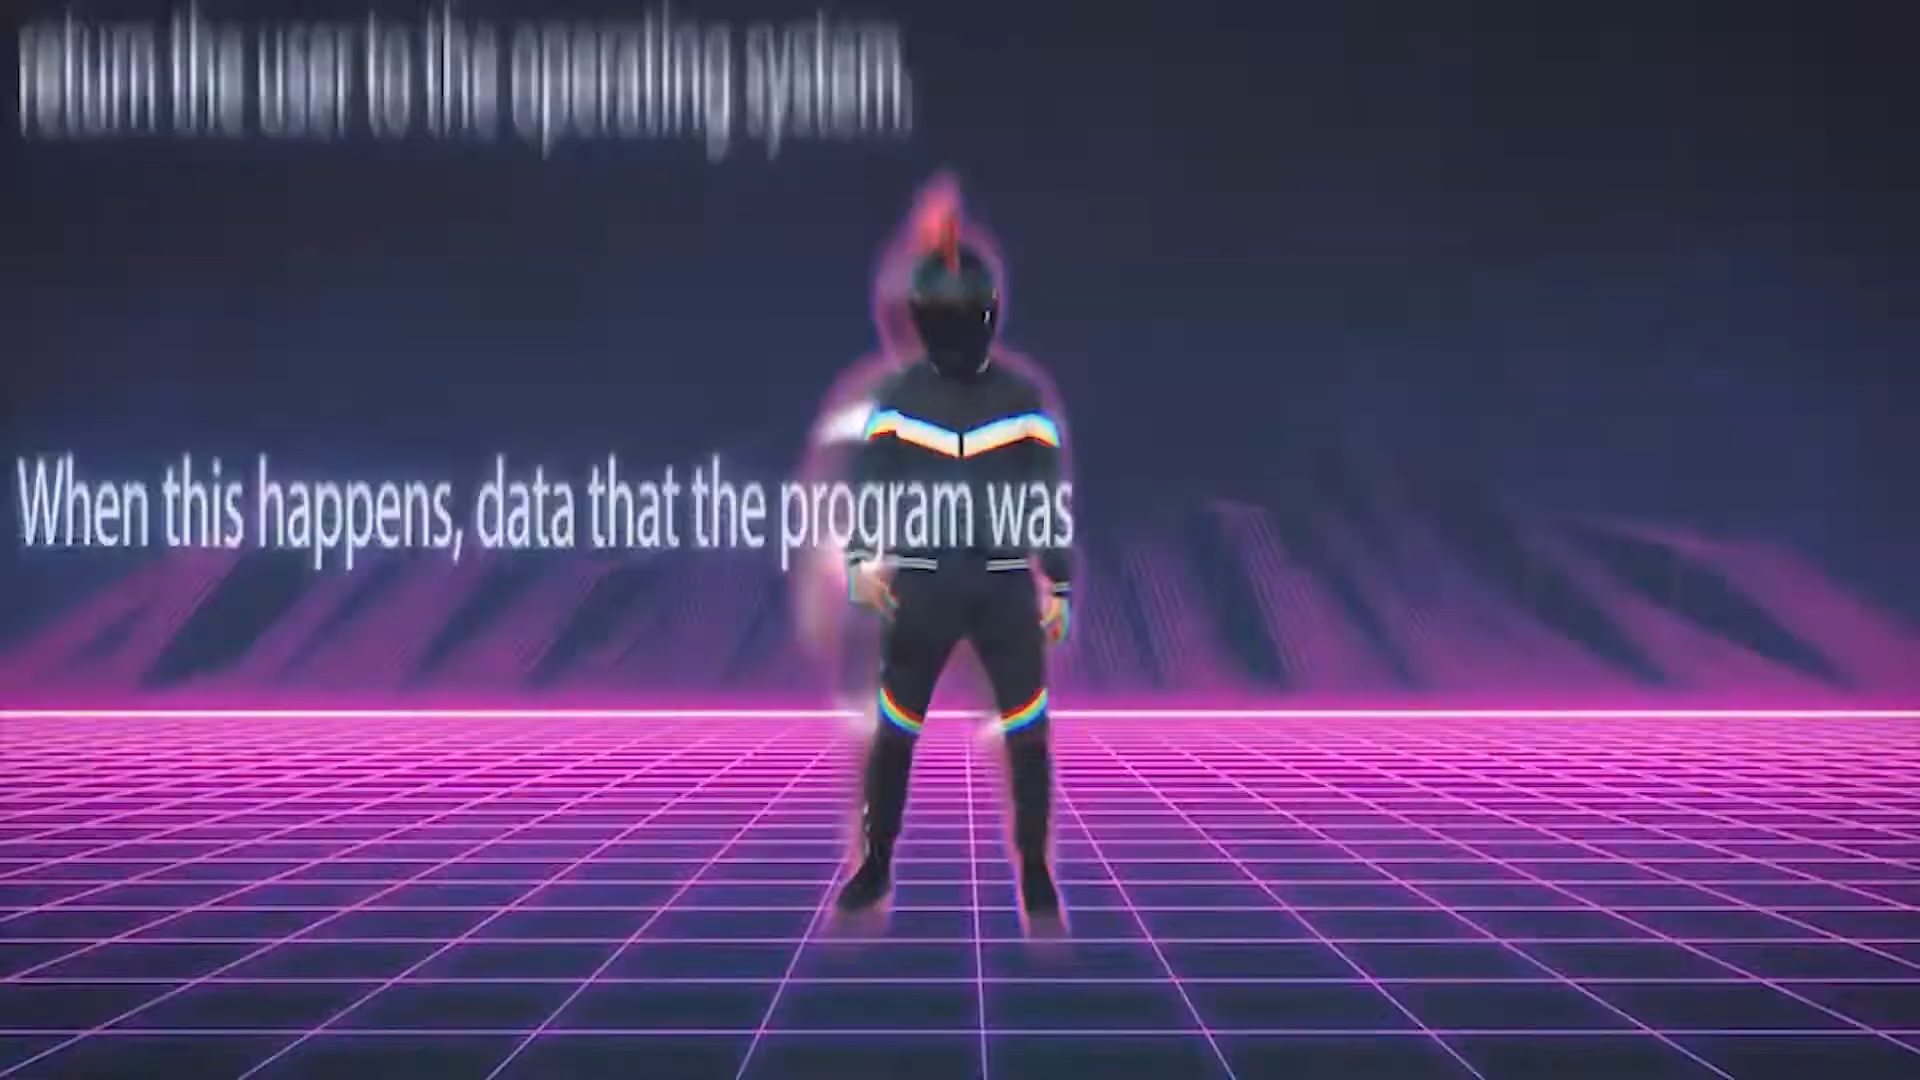 return the user to the operating system.
When this happens, data that the program was